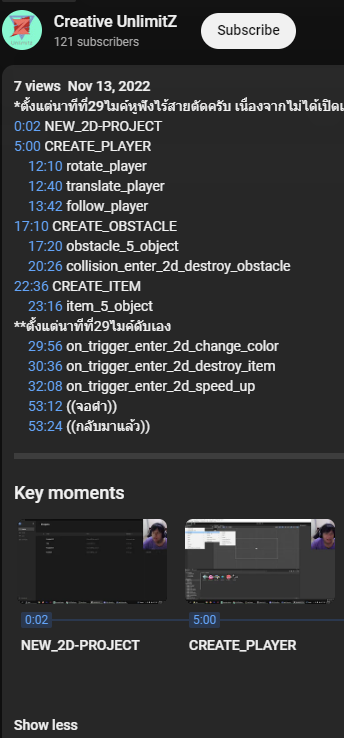 Creative UnlimitZ
121 subscribers
Subscribe
7 views Nov 13, 2022
*ตั้งแต่นาทีที่29ไมค์หูฟังไร้สายตัดครับ เนื่องจากไม่ได้เปิด
0:02 NEW_2D-PROJECT
5:00 CREATE_PLAYER
12:10 rotate_player
12:40 translate_player
13:42 follow_player
17:10 CREATE_OBSTACLE
17:20 obstacle_5_object
20:26 collision_enter_2d_destroy_obstacle
22:36 CREATE_ITEM
23:16 item_5_object
**ตั้งแต่นาทีที่29ไมค์ดับเอง
29:56 on_trigger_enter_2d_change_color
30:36 on_trigger_enter_2d_destroy_item
32:08 on_trigger_enter_2d_speed_up
53:12 ((จอดำ))
53:24 ((กลับมาแล้ว))
Key moments
0:02
5:00
NEW_2D-PROJECT
CREATE_PLAYER
Show less